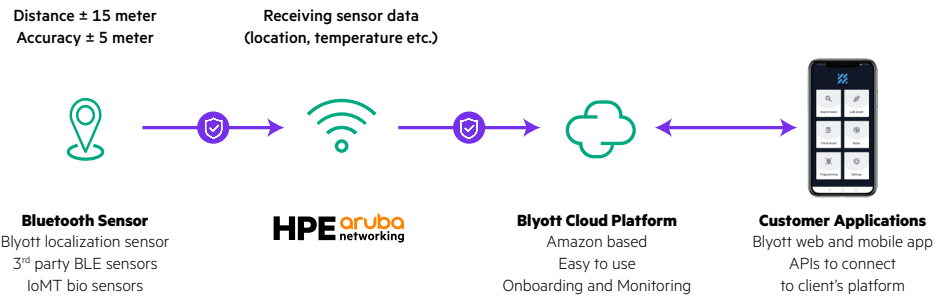 Distance ± 15 meter
Accuracy ± 5 meter
Receiving sensor data
(location, temperature etc.)
Bluetooth Sensor
Blyott localization sensor
3rd party BLE sensors
IoMT bio sensors
HPE aruba
networking
Blyott Cloud Platform
Amazon based
Easy to use
Onboarding and Monitoring
Customer Applications
Blyott web and mobile app
APIs to connect
to client's platform
Settings